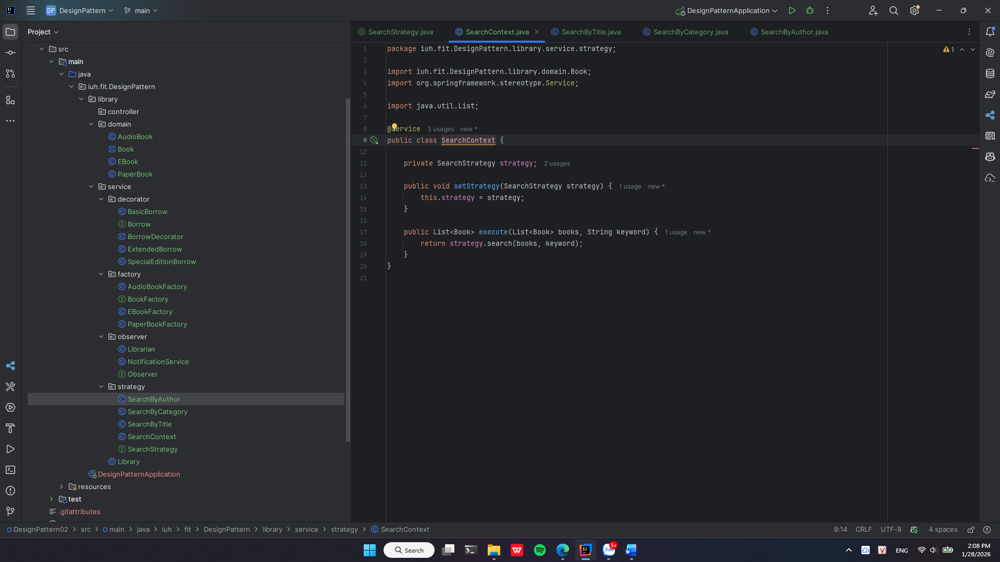 DP DesignPattern main DesignPatternApplication
Project
SearchStrategy.java SearchContext.java SearchByTitle.java SearchByCategory.java SearchByAuthor.java
src
main
java
iuh.fit.DesignPattern
library
controller
domain
AudioBook
Book
EBook
PaperBook
service
decorator
BasicBorrow
Borrow
BorrowDecorator
ExtendedBorrow
SpecialEditionBorrow
factory
AudioBookFactory
BookFactory
EBookFactory
PaperBookFactory
observer
Librarian
NotificationService
Observer
strategy
SearchByAuthor
SearchByCategory
SearchByTitle
SearchContext
SearchStrategy
Library
DesignPatternApplication
resources
test
.gitattributes
1 package iuh.fit.DesignPattern.library.service.strategy;
2
3 import iuh.fit.DesignPattern.library.domain.Book;
4 import org.springframework.stereotype.Service;
5
6 import java.util.List;
7
8 @Service 3 usages new *
9 public class SearchContext {
10
11 private SearchStrategy strategy; 2 usages
12
13 public void setStrategy(SearchStrategy strategy) { 1 usage new *
14 this.strategy = strategy;
15 }
16
17 public List<Book> execute(List<Book> books, String keyword) { 1 usage new *
18 return strategy.search(books, keyword);
19 }
20 }
21
1
DesignPattern02 > src > main > java > iuh > fit > DesignPattern > library > service > strategy > SearchContext
9:14 CRLF UTF-8 4 spaces
Search
Zalo 5+
ENG
2:08 PM
1/28/2026